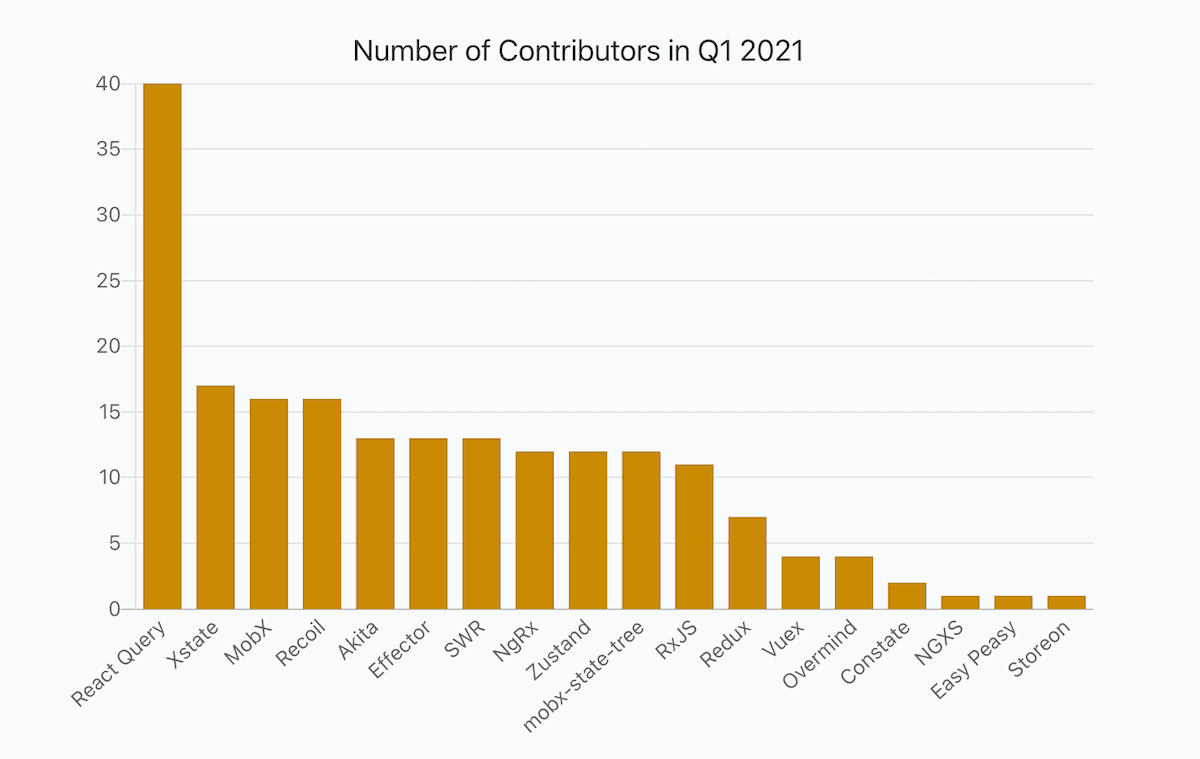 Number of Contributors in Q1 2021
40
35
30
25
20
15
10
5
0
React Query
Xstate
MobX
Recoil
Akita
Effector
SWR
NgRx
Zustand
mobx-state-tree
RxJS
Redux
Vuex
Overmind
Constate
NGXS
Easy Peasy
Storeon